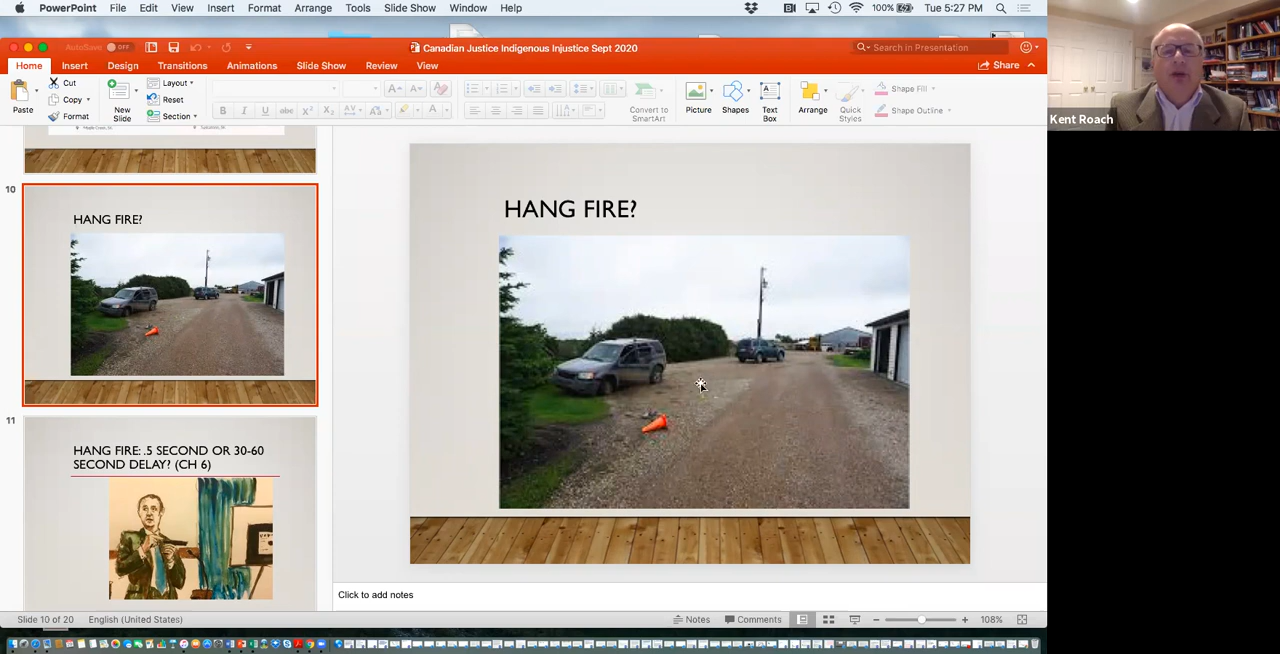 PowerPoint File Edit View Insert Format Arrange Tools Slide Show Window Help
100% Tue 5:27 PM
AutoSave OFF
Canadian Justice Indigenous Injustice Sept 2020
Search in Presentation
Home Insert Design Transitions Animations Slide Show Review View
Share
Paste
Cut
Copy
Format
New
Slide
Layout
Reset
Section
Convert to
SmartArt
Picture
Shapes
Text
Box
Arrange
Quick
Styles
Shape Fill
Shape Outline
Kent Roach
10
HANG FIRE?
11
HANG FIRE: .5 SECOND OR 30-60
SECOND DELAY? (CH 6)
HANG FIRE?
Click to add notes
Slide 10 of 20 English (United States)
Notes Comments 108%